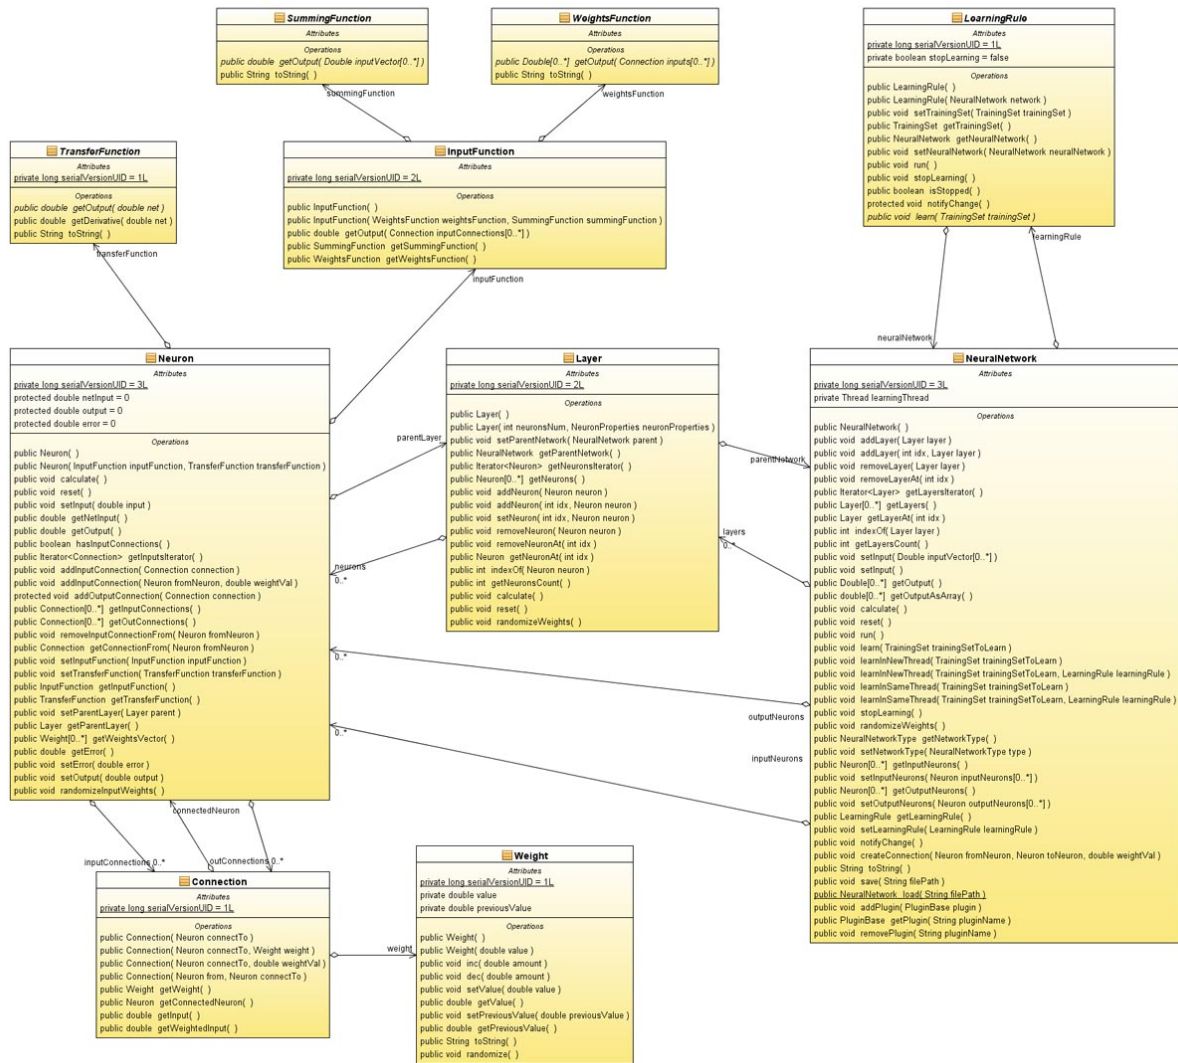 SummingFunction
Attributes
Operations
public double getOutput( Double inputVector[0..*] )
public String toString( )
WeightsFunction
Attributes
Operations
public Double[0..*] getOutput( Connection inputs[0..*] )
public String toString( )
LearningRule
Attributes
private long serialVersionUID = 1L
private boolean stopLearning = false
Operations
public LearningRule( )
public LearningRule( NeuralNetwork network )
public void setTrainingSet( TrainingSet trainingSet )
public TrainingSet getTrainingSet( )
public NeuralNetwork getNeuralNetwork( )
public void setNeuralNetwork( NeuralNetwork neuralNetwork )
public void run( )
public void stopLearning( )
public boolean isStopped( )
protected void notifyChange( )
public void learn( TrainingSet trainingSet )
summingFunction
weightsFunction
learningRule
TransferFunction
Attributes
private long serialVersionUID = 1L
Operations
public double getOutput( double net )
public double getDerivative( double net )
public String toString( )
InputFunction
Attributes
private long serialVersionUID = 2L
Operations
public InputFunction( )
public InputFunction( WeightsFunction weightsFunction, SummingFunction summingFunction )
public double getOutput( Connection inputConnections[0..*] )
public SummingFunction getSummingFunction( )
public WeightsFunction getWeightsFunction( )
transferFunction
inputFunction
neuralNetwork
Neuron
Attributes
private long serialVersionUID = 3L
protected double netInput = 0
protected double output = 0
protected double error = 0
Operations
public Neuron( )
public Neuron( InputFunction inputFunction, TransferFunction transferFunction )
public void calculate( )
public void reset( )
public void setInput( double input )
public double getNetInput( )
public double getOutput( )
public boolean hasInputConnections( )
public Iterator<Connection> getInputsIterator( )
public void addInputConnection( Connection connection )
public void addInputConnection( Neuron fromNeuron, double weightVal )
protected void addOutputConnection( Connection connection )
public Connection[0..*] getInputConnections( )
public Connection[0..*] getOutConnections( )
public void removeInputConnectionFrom( Neuron fromNeuron )
public Connection getConnectionFrom( Neuron fromNeuron )
public void setInputFunction( InputFunction inputFunction )
public void setTransferFunction( TransferFunction transferFunction )
public InputFunction getInputFunction( )
public TransferFunction getTransferFunction( )
public void setParentLayer( Layer parent )
public Layer getParentLayer( )
public Weight[0..*] getWeightsVector( )
public double getError( )
public void setError( double error )
public void setOutput( double output )
public void randomizeInputWeights( )
parentLayer
neurons
0..*
Layer
Attributes
private long serialVersionUID = 2L
Operations
public Layer( )
public Layer( int neuronsNum, NeuronProperties neuronProperties )
public void setParentNetwork( NeuralNetwork parent )
public NeuralNetwork getParentNetwork( )
public Iterator<Neuron> getNeuronsIterator( )
public Neuron[0..*] getNeurons( )
public void addNeuron( Neuron neuron )
public void addNeuron( int idx, Neuron neuron )
public void setNeuron( int idx, Neuron neuron )
public void removeNeuron( Neuron neuron )
public void removeNeuronAt( int idx )
public Neuron getNeuronAt( int idx )
public int indexOf( Neuron neuron )
public int getNeuronsCount( )
public void calculate( )
public void reset( )
public void randomizeWeights( )
parentNetwork
layers
0..*
NeuralNetwork
Attributes
private long serialVersionUID = 3L
private Thread learningThread
Operations
public NeuralNetwork( )
public void addLayer( Layer layer )
public void addLayer( int idx, Layer layer )
public void removeLayer( Layer layer )
public void removeLayerAt( int idx )
public Iterator<Layer> getLayersIterator( )
public Layer[0..*] getLayers( )
public Layer getLayerAt( int idx )
public int indexOf( Layer layer )
public int getLayersCount( )
public void setInput( Double inputVector[0..*] )
public void setInput( )
public Double[0..*] getOutput( )
public double[0..*] getOutputAsArray( )
public void calculate( )
public void reset( )
public void run( )
public void learn( TrainingSet trainingSetToLearn )
public void learnInNewThread( TrainingSet trainingSetToLearn )
public void learnInNewThread( TrainingSet trainingSetToLearn, LearningRule learningRule )
public void learnInSameThread( TrainingSet trainingSetToLearn )
public void learnInSameThread( TrainingSet trainingSetToLearn, LearningRule learningRule )
public void stopLearning( )
public void randomizeWeights( )
public NeuralNetworkType getNetworkType( )
public void setNetworkType( NeuralNetworkType type )
public Neuron[0..*] getInputNeurons( )
public void setInputNeurons( Neuron inputNeurons[0..*] )
public Neuron[0..*] getOutputNeurons( )
public void setOutputNeurons( Neuron outputNeurons[0..*] )
public LearningRule getLearningRule( )
public void setLearningRule( LearningRule learningRule )
public void notifyChange( )
public void createConnection( Neuron fromNeuron, Neuron toNeuron, double weightVal )
public String toString( )
public void save( String filePath )
public NeuralNetwork load( String filePath )
public void addPlugin( PluginBase plugin )
public PluginBase getPlugin( String pluginName )
public void removePlugin( String pluginName )
0..*
outputNeurons
0..*
inputNeurons
connectedNeuron
inputConnections 0..*
outConnections 0..*
Connection
Attributes
private long serialVersionUID = 1L
Operations
public Connection( Neuron connectTo )
public Connection( Neuron connectTo, Weight weight )
public Connection( Neuron connectTo, double weightVal )
public Connection( Neuron from, Neuron connectTo )
public Weight getWeight( )
public Neuron getConnectedNeuron( )
public double getInput( )
public double getWeightedInput( )
weight
Weight
Attributes
private long serialVersionUID = 1L
private double value
private double previousValue
Operations
public Weight( )
public Weight( double value )
public void inc( double amount )
public void dec( double amount )
public void setValue( double value )
public double getValue( )
public void setPreviousValue( double previousValue )
public double getPreviousValue( )
public String toString( )
public void randomize( )